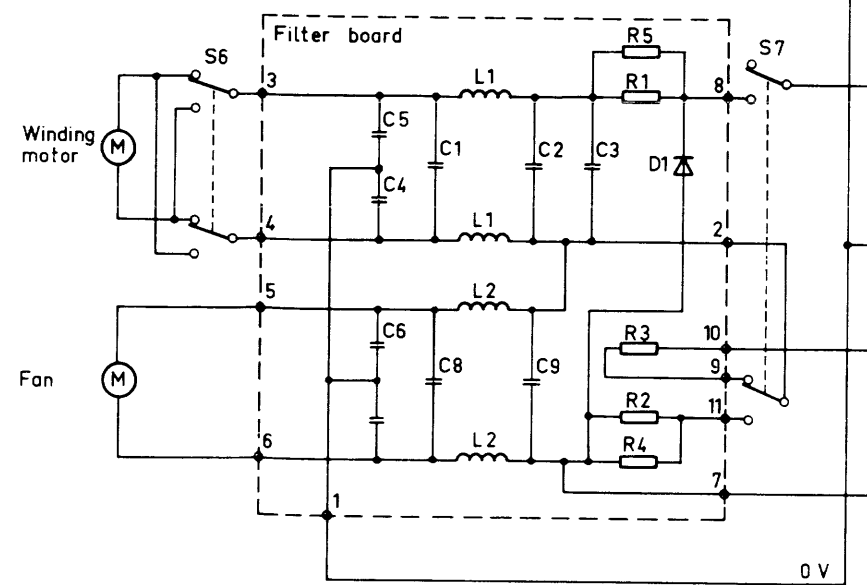 Filter board
S6
S7
R5
L1
R1
3
8
Winding
motor
M
C5
C1
C2
C3
D1
C4
L1
4
2
5
L2
C6
C8
C9
R3
10
9
Fan
M
R2
11
R4
L2
6
7
1
0 V